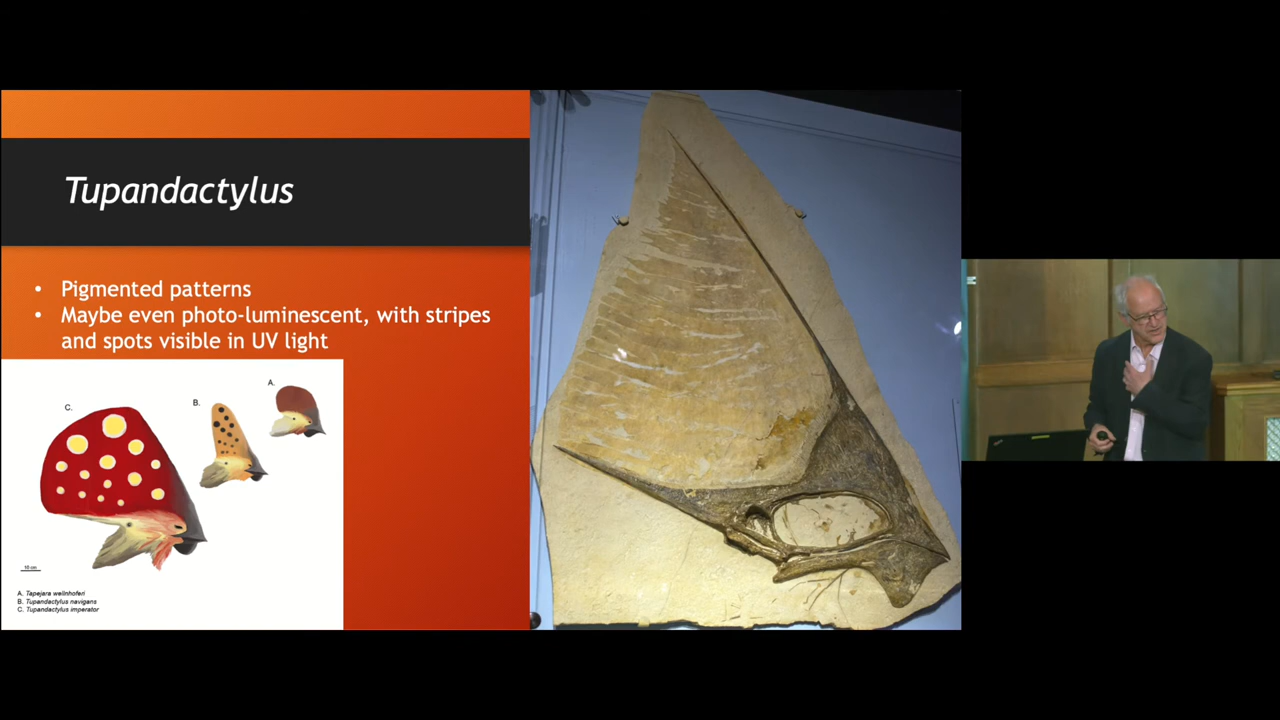 Tupandactylus
• Pigmented patterns
• Maybe even photo-luminescent, with stripes
and spots visible in UV light
A.
B.
C.
10 cm
A. Tapejara wellnhoferi
B. Tupandactylus navigans
C. Tupandactylus imperator